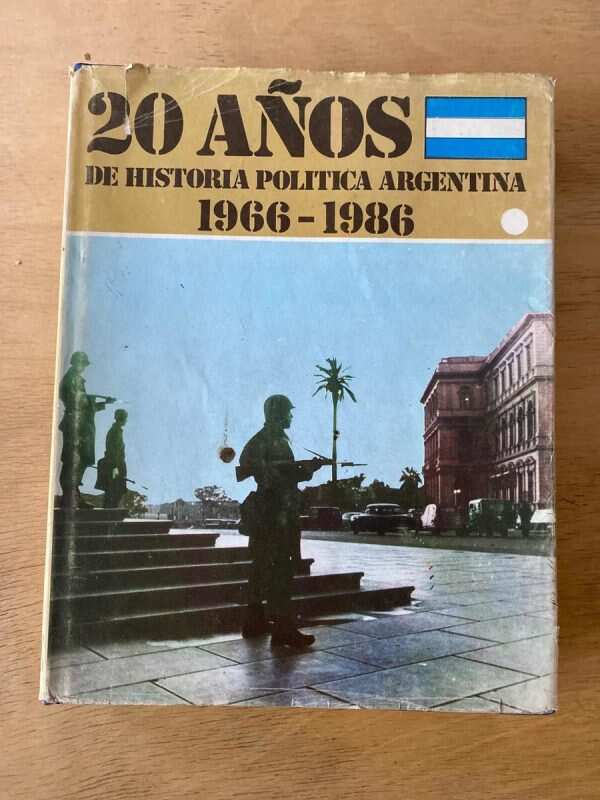 20 AÑOS
DE HISTORIA POLITICA ARGENTINA
1966-1986